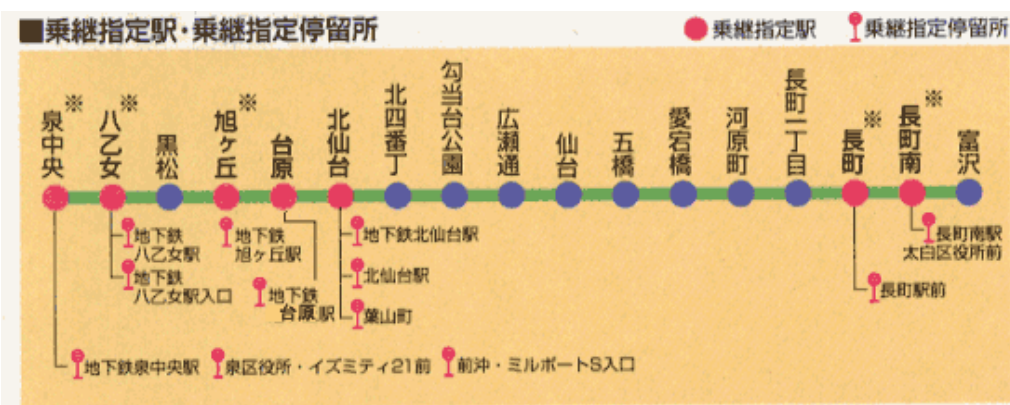 ■乗継指定駅・乗継指定停留所
乗継指定駅
乗継指定停留所
泉中央※
八乙女※
黒松
旭ヶ丘※
台原
北仙台
北四番丁
勾当台公園
広瀬通
仙台
五橋
愛宕橋
河原町
長町一丁目
長町※
長町南※
富沢
地下鉄
八乙女駅
地下鉄
八乙女駅入口
地下鉄
旭ヶ丘駅
地下鉄
台原駅
地下鉄北仙台駅
北仙台駅
葉山町
長町南駅
太白区役所前
長町駅前
地下鉄泉中央駅
泉区役所・イズミティ21前
前沖・ミルポートS入口